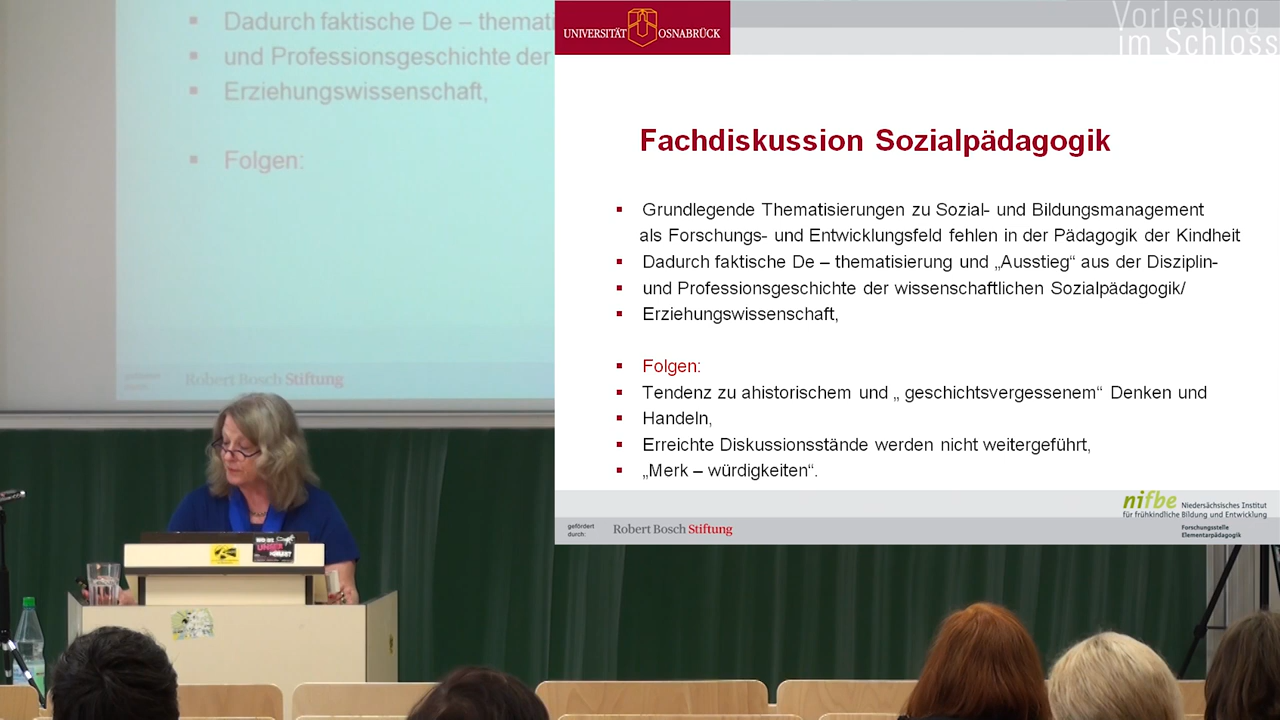 Dadurch faktische De – themati
und Professionsgeschichte der
Erziehungswissenschaft,
Folgen:
Robert Bosch Stiftung
UNIVERSITÄT OSNABRÜCK
Vorlesung
im Schloss
Fachdiskussion Sozialpädagogik
Grundlegende Thematisierungen zu Sozial- und Bildungsmanagement
als Forschungs- und Entwicklungsfeld fehlen in der Pädagogik der Kindheit
Dadurch faktische De – thematisierung und „Ausstieg“ aus der Disziplin-
und Professionsgeschichte der wissenschaftlichen Sozialpädagogik/
Erziehungswissenschaft,
Folgen:
Tendenz zu ahistorischem und „ geschichtsvergessenem“ Denken und
Handeln,
Erreichte Diskussionsstände werden nicht weitergeführt,
„Merk – würdigkeiten“.
nifbe Niedersächsisches Institut
für frühkindliche Bildung und Entwicklung
Forschungsstelle
Elementarpädagogik
gefördert
durch:
Robert Bosch Stiftung
UNSER